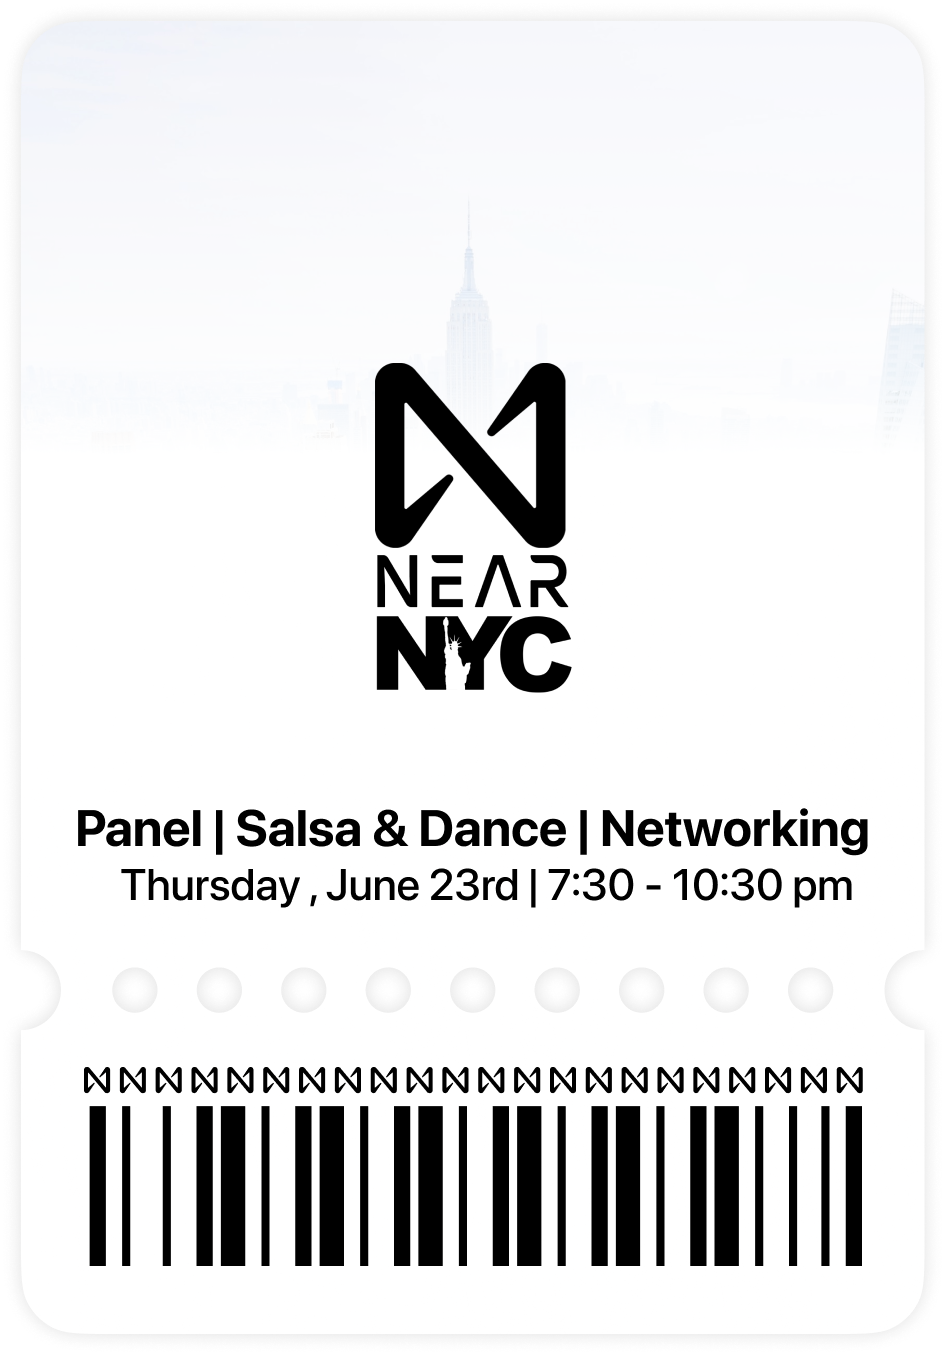 NEAR
NYC
Panel | Salsa & Dance | Networking
Thursday , June 23rd | 7:30 - 10:30 pm